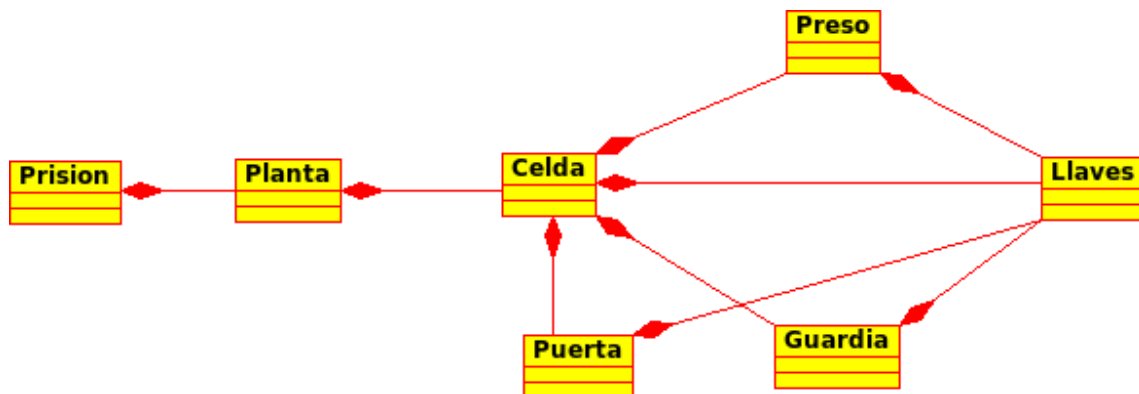 Preso
Prision
Planta
Celda
Llaves
Puerta
Guardia